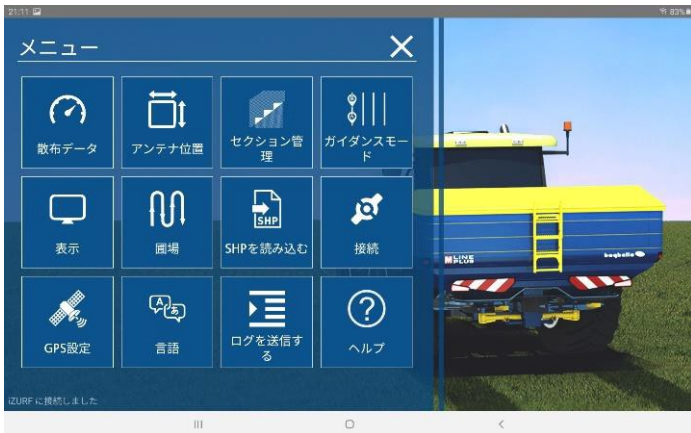 21:11
83%
メニュー
散布データ
アンテナ位置
セクション管
理
ガイダンスモー
ド
表示
圃場
SHP
SHPを読み込む
接続
GPS設定
A あ
言語
ログを送信す
る
?
ヘルプ
iZURF に接続しました
M LINE
PLUS
bogballe